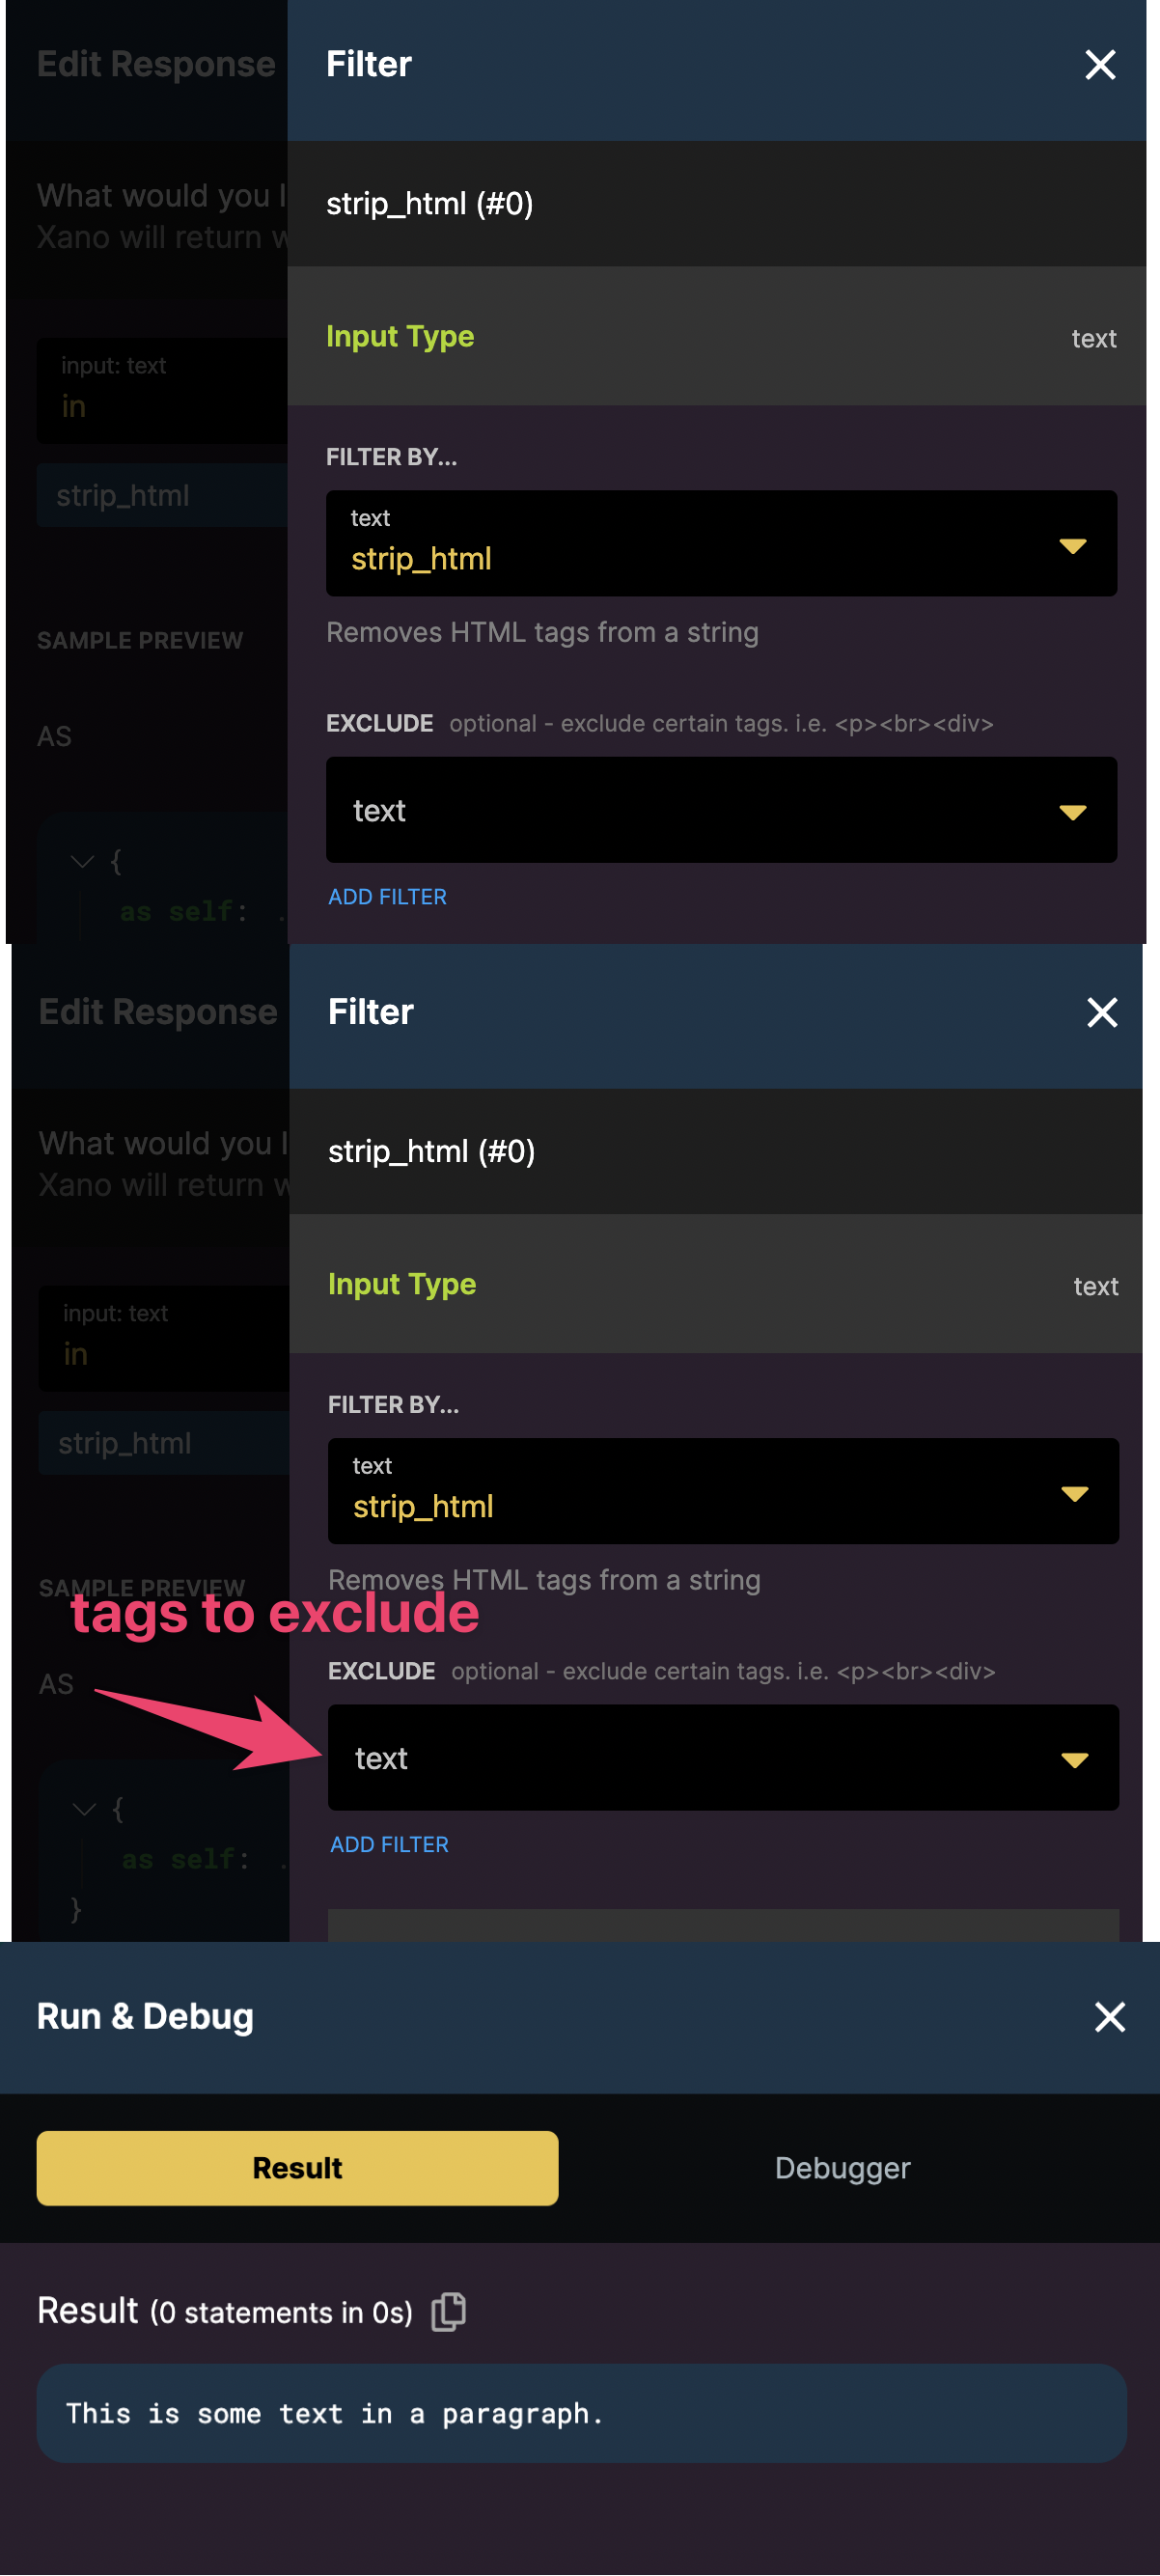 Edit Response
Filter
What would you l
Xano will return w
strip_html (#0)
Input Type
text
input: text
in
strip_html
FILTER BY...
text
strip_html
Removes HTML tags from a string
SAMPLE PREVIEW
EXCLUDE optional - exclude certain tags. i.e. <p><br><div>
AS
text
{
as self: .
ADD FILTER
Edit Response
Filter
What would you l
Xano will return w
strip_html (#0)
Input Type
text
input: text
in
strip_html
FILTER BY...
text
strip_html
Removes HTML tags from a string
SAMPLE PREVIEW
tags to exclude
EXCLUDE optional - exclude certain tags. i.e. <p><br><div>
AS
text
{
as self: .
}
ADD FILTER
Run & Debug
Result
Debugger
Result (0 statements in 0s)
This is some text in a paragraph.